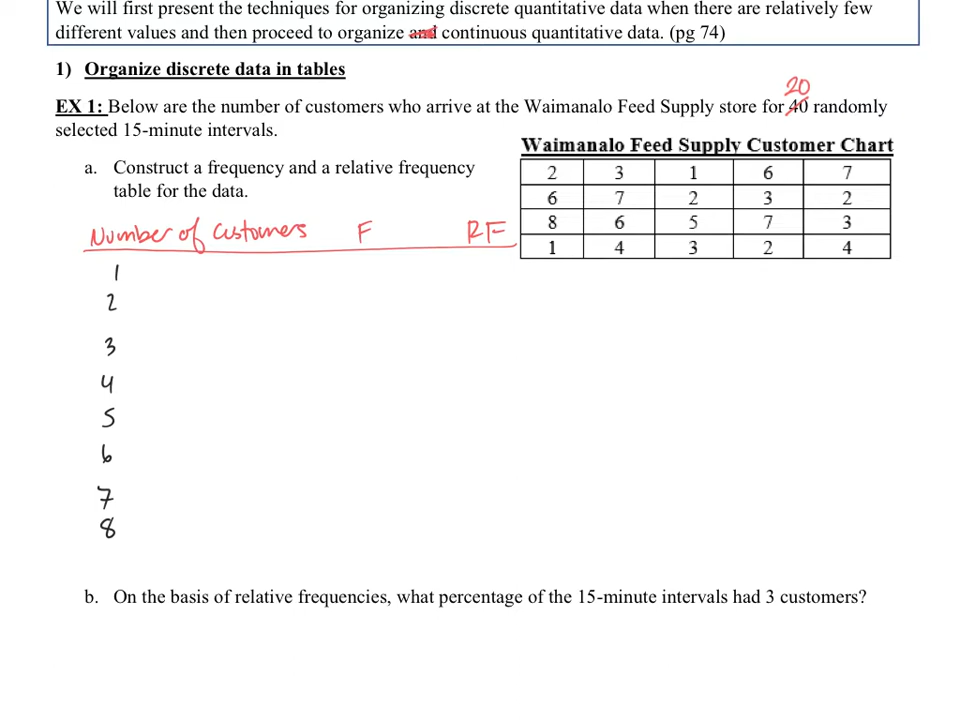 We will first present the techniques for organizing discrete quantitative data when there are relatively few
different values and then proceed to organize and continuous quantitative data. (pg 74)
1) Organize discrete data in tables
20
EX 1: Below are the number of customers who arrive at the Waimanalo Feed Supply store for 40 randomly
selected 15-minute intervals.
a. Construct a frequency and a relative frequency
table for the data.
Waimanalo Feed Supply Customer Chart
2 3 1 6 7
6 7 2 3 2
8 6 5 7 3
1 4 3 2 4
Number of customers F RF
1
2
3
4
5
6
7
8
b. On the basis of relative frequencies, what percentage of the 15-minute intervals had 3 customers?